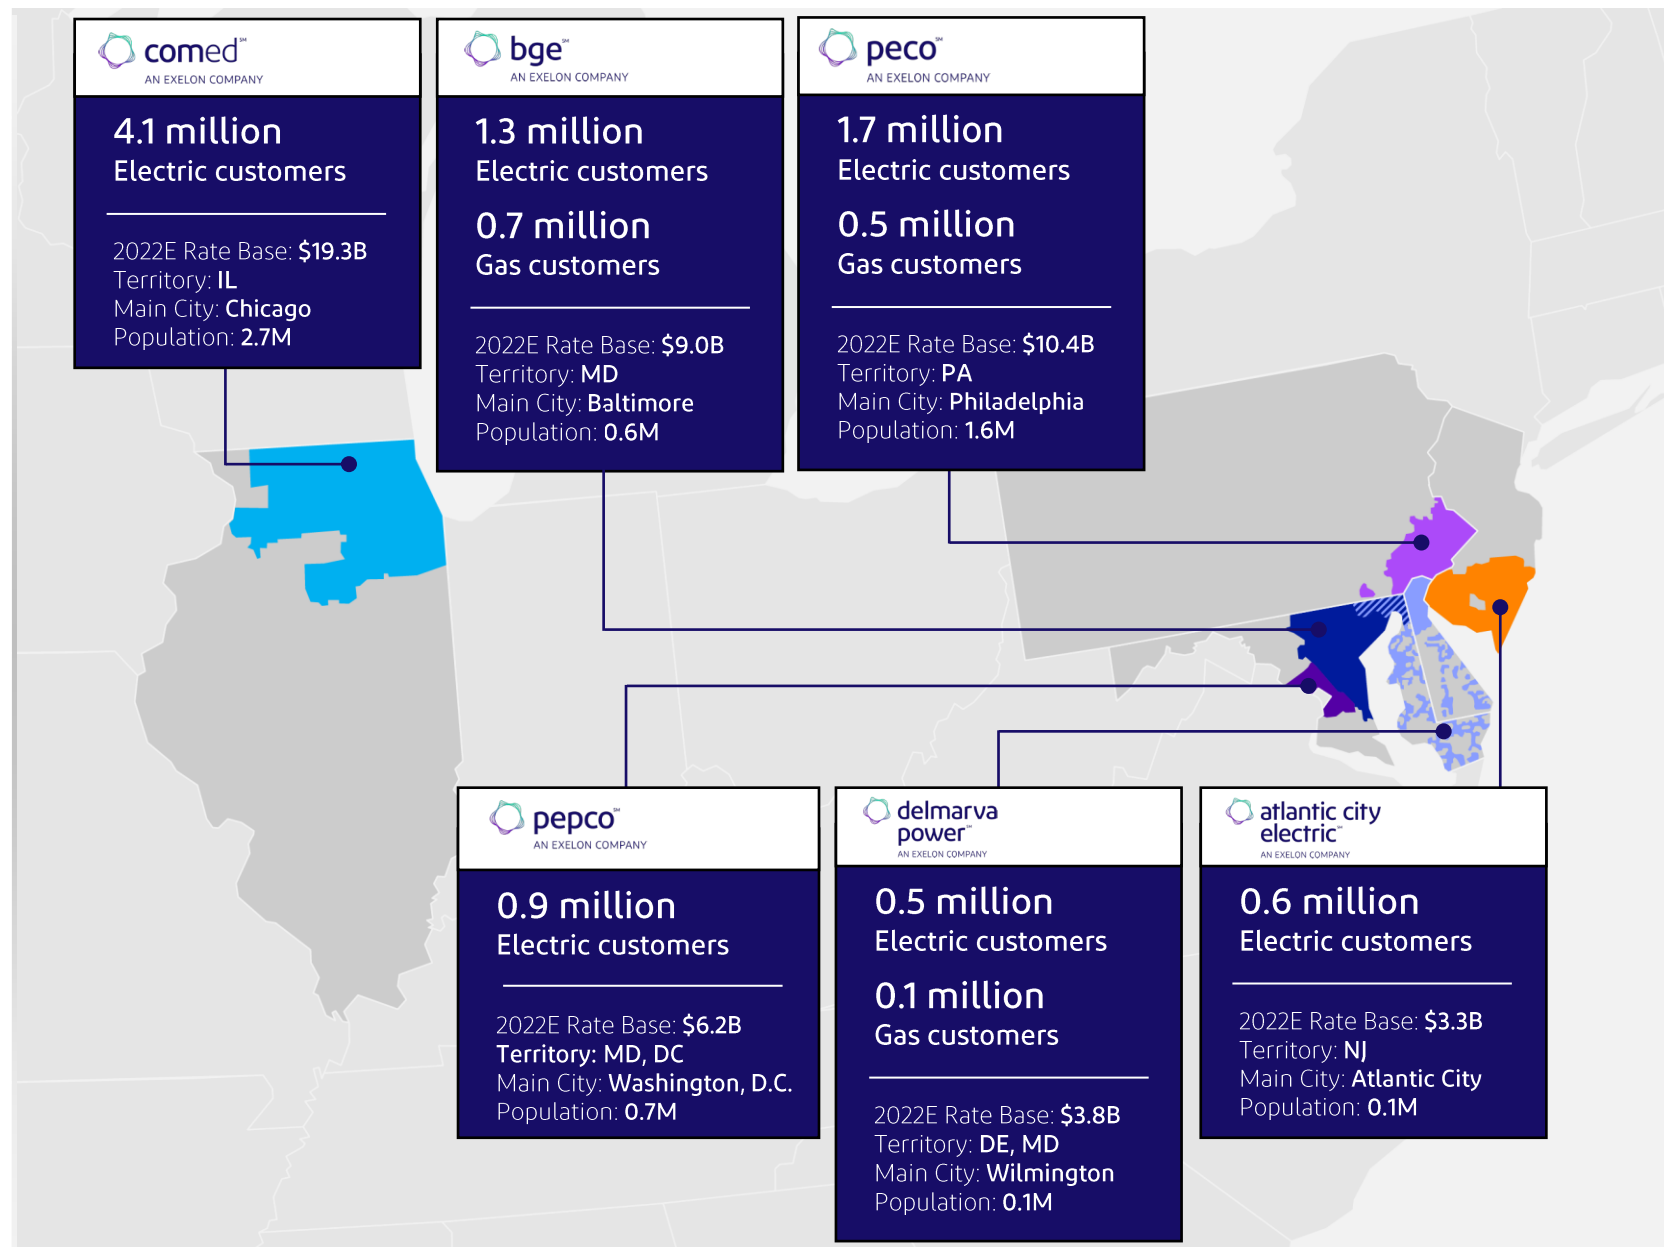 comed℠
AN EXELON COMPANY
4.1 million
Electric customers
2022E Rate Base: $19.3B
Territory: IL
Main City: Chicago
Population: 2.7M
bge℠
AN EXELON COMPANY
1.3 million
Electric customers
0.7 million
Gas customers
2022E Rate Base: $9.0B
Territory: MD
Main City: Baltimore
Population: 0.6M
peco℠
AN EXELON COMPANY
1.7 million
Electric customers
0.5 million
Gas customers
2022E Rate Base: $10.4B
Territory: PA
Main City: Philadelphia
Population: 1.6M
pepco℠
AN EXELON COMPANY
0.9 million
Electric customers
2022E Rate Base: $6.2B
Territory: MD, DC
Main City: Washington, D.C.
Population: 0.7M
delmarva
power℠
AN EXELON COMPANY
0.5 million
Electric customers
0.1 million
Gas customers
2022E Rate Base: $3.8B
Territory: DE, MD
Main City: Wilmington
Population: 0.1M
atlantic city
electric℠
AN EXELON COMPANY
0.6 million
Electric customers
2022E Rate Base: $3.3B
Territory: NJ
Main City: Atlantic City
Population: 0.1M